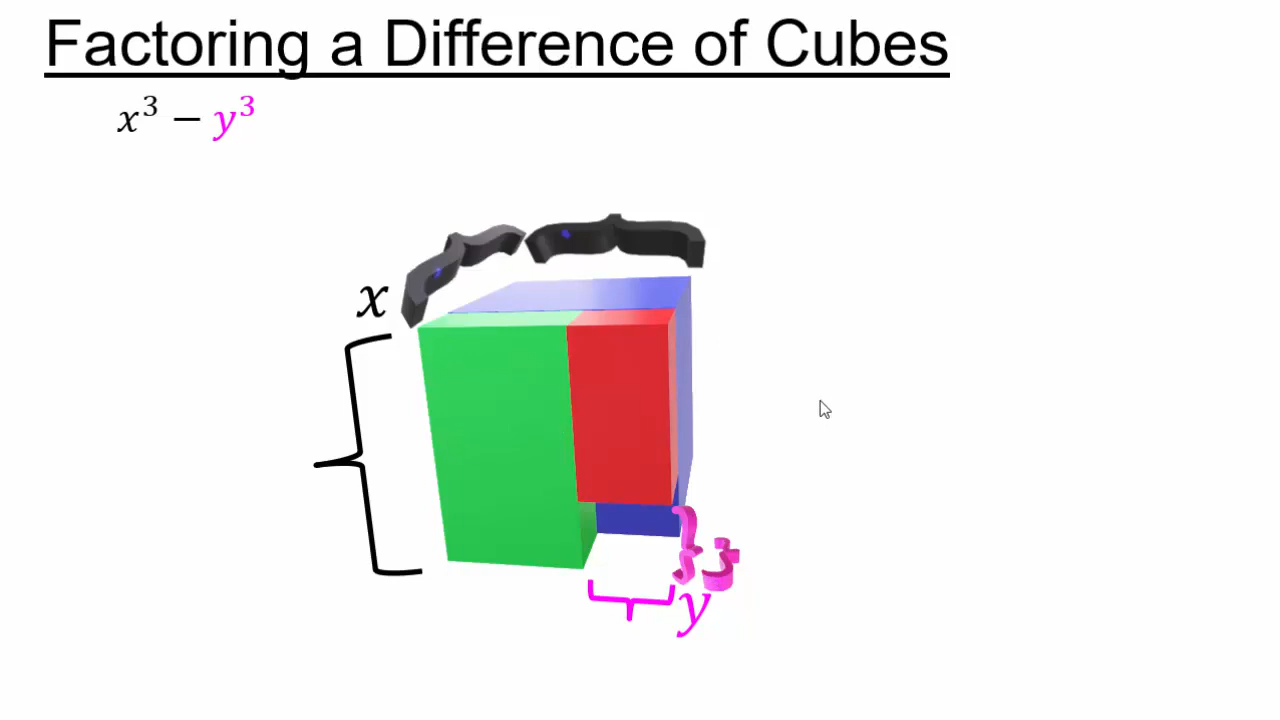 Factoring a Difference of Cubes
x³ − y³
x
y